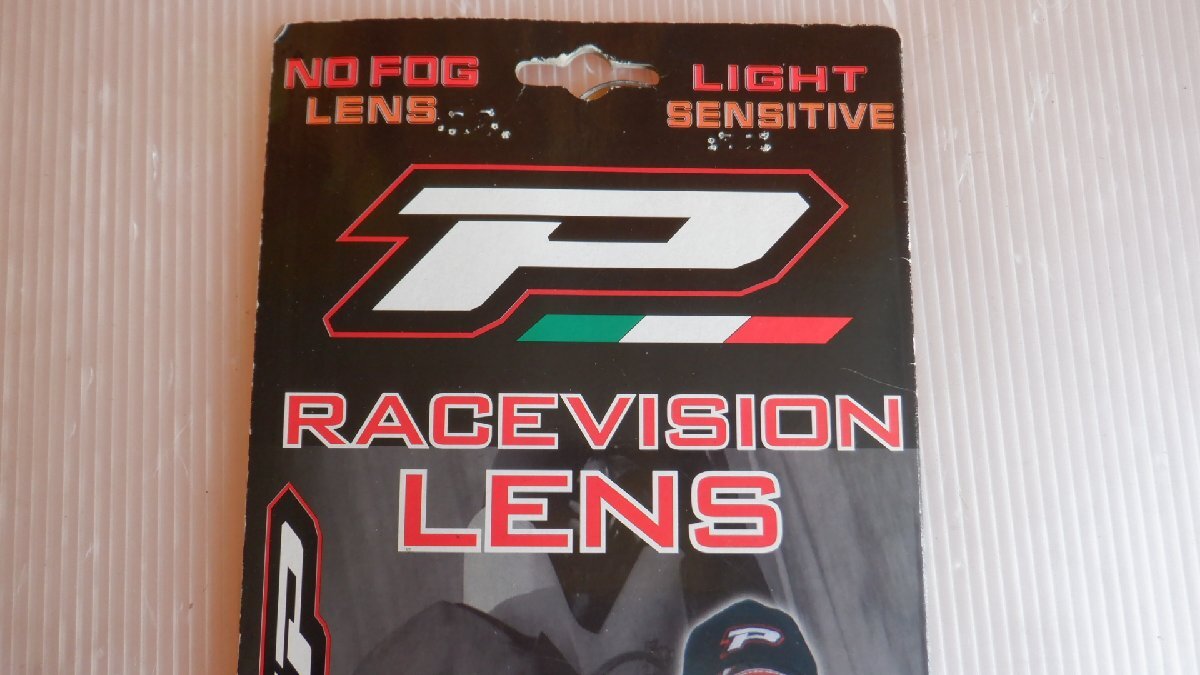 NO FOG
LENS
LIGHT
SENSITIVE
P
RACEVISION
LENS
P
P